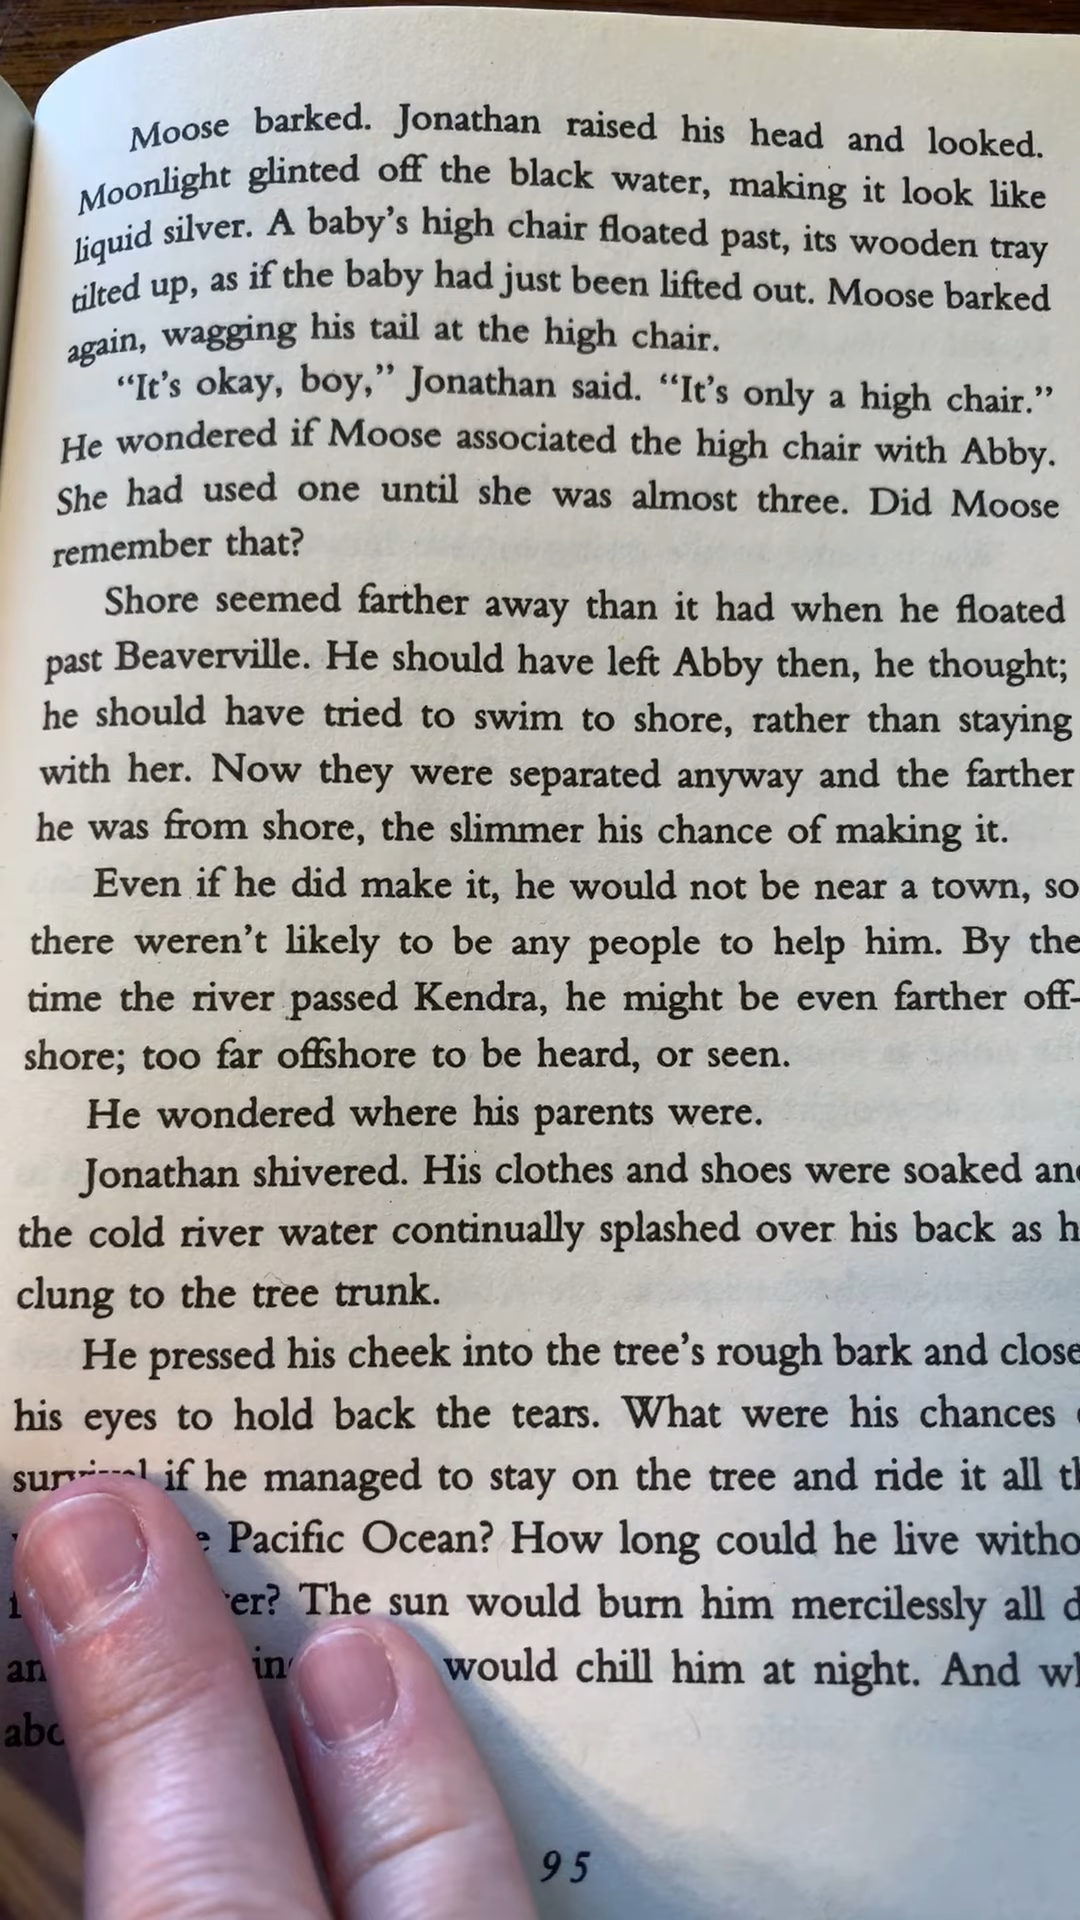 Moose barked. Jonathan raised his head and looked.
Moonlight glinted off the black water, making it look like
liquid silver. A baby's high chair floated past, its wooden tray
tilted up, as if the baby had just been lifted out. Moose barked
again, wagging his tail at the high chair.
"It's okay, boy," Jonathan said. "It's only a high chair."
He wondered if Moose associated the high chair with Abby.
She had used one until she was almost three. Did Moose
remember that?
Shore seemed farther away than it had when he floated
past Beaverville. He should have left Abby then, he thought;
he should have tried to swim to shore, rather than staying
with her. Now they were separated anyway and the farther
he was from shore, the slimmer his chance of making it.
Even if he did make it, he would not be near a town, so
there weren't likely to be any people to help him. By the
time the river passed Kendra, he might be even farther off-
shore; too far offshore to be heard, or seen.
He wondered where his parents were.
Jonathan shivered. His clothes and shoes were soaked
the cold river water continually splashed over his back as
clung to the tree trunk.
He pressed his cheek into the tree's rough bark and
his eyes to hold back the tears. What were his chances
survival if he managed to stay on the tree and ride it all
Pacific Ocean? How long could he live
The sun would burn him mercilessly all
would chill him at night. And
95